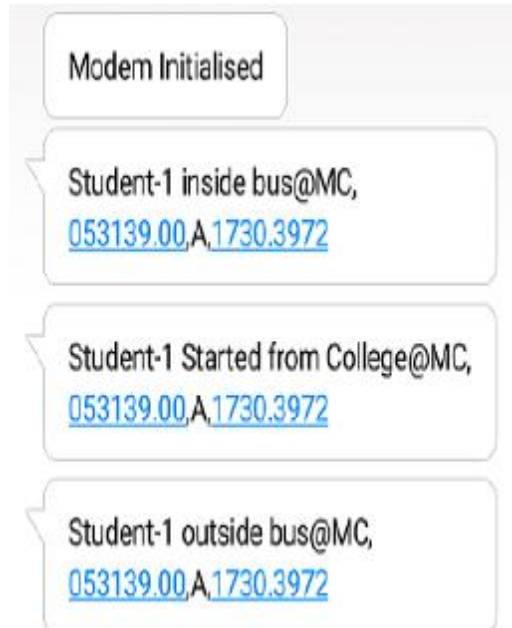 Modem Initialised
Student-1 inside bus@MC,
053139.00,A,1730.3972
Student-1 Started from College@MC,
053139.00,A,1730.3972
Student-1 outside bus@MC,
053139.00,A,1730.3972